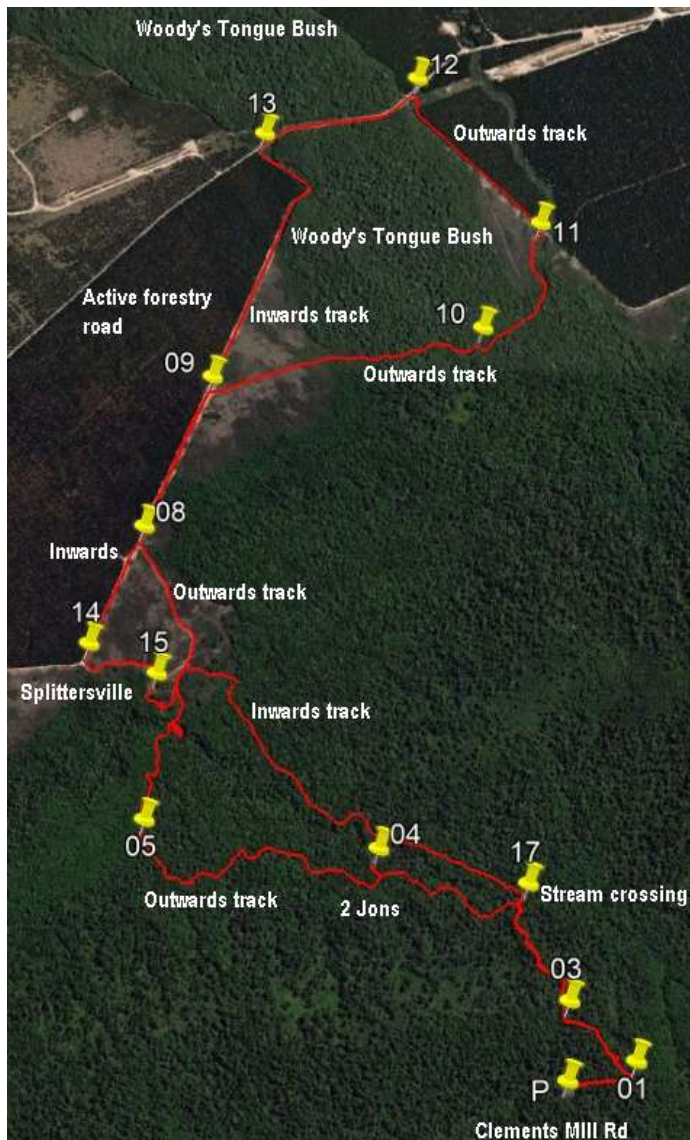 Woody's Tongue Bush
12
13
Outwards track
11
Woody's Tongue Bush
Active forestry
road
Inwards track
10
09
Outwards track
08
Inwards
Outwards track
14
15
Splittersville
Inwards track
04
05
17
Outwards track
2 Jons
Stream crossing
03
P
01
Clements MIll Rd